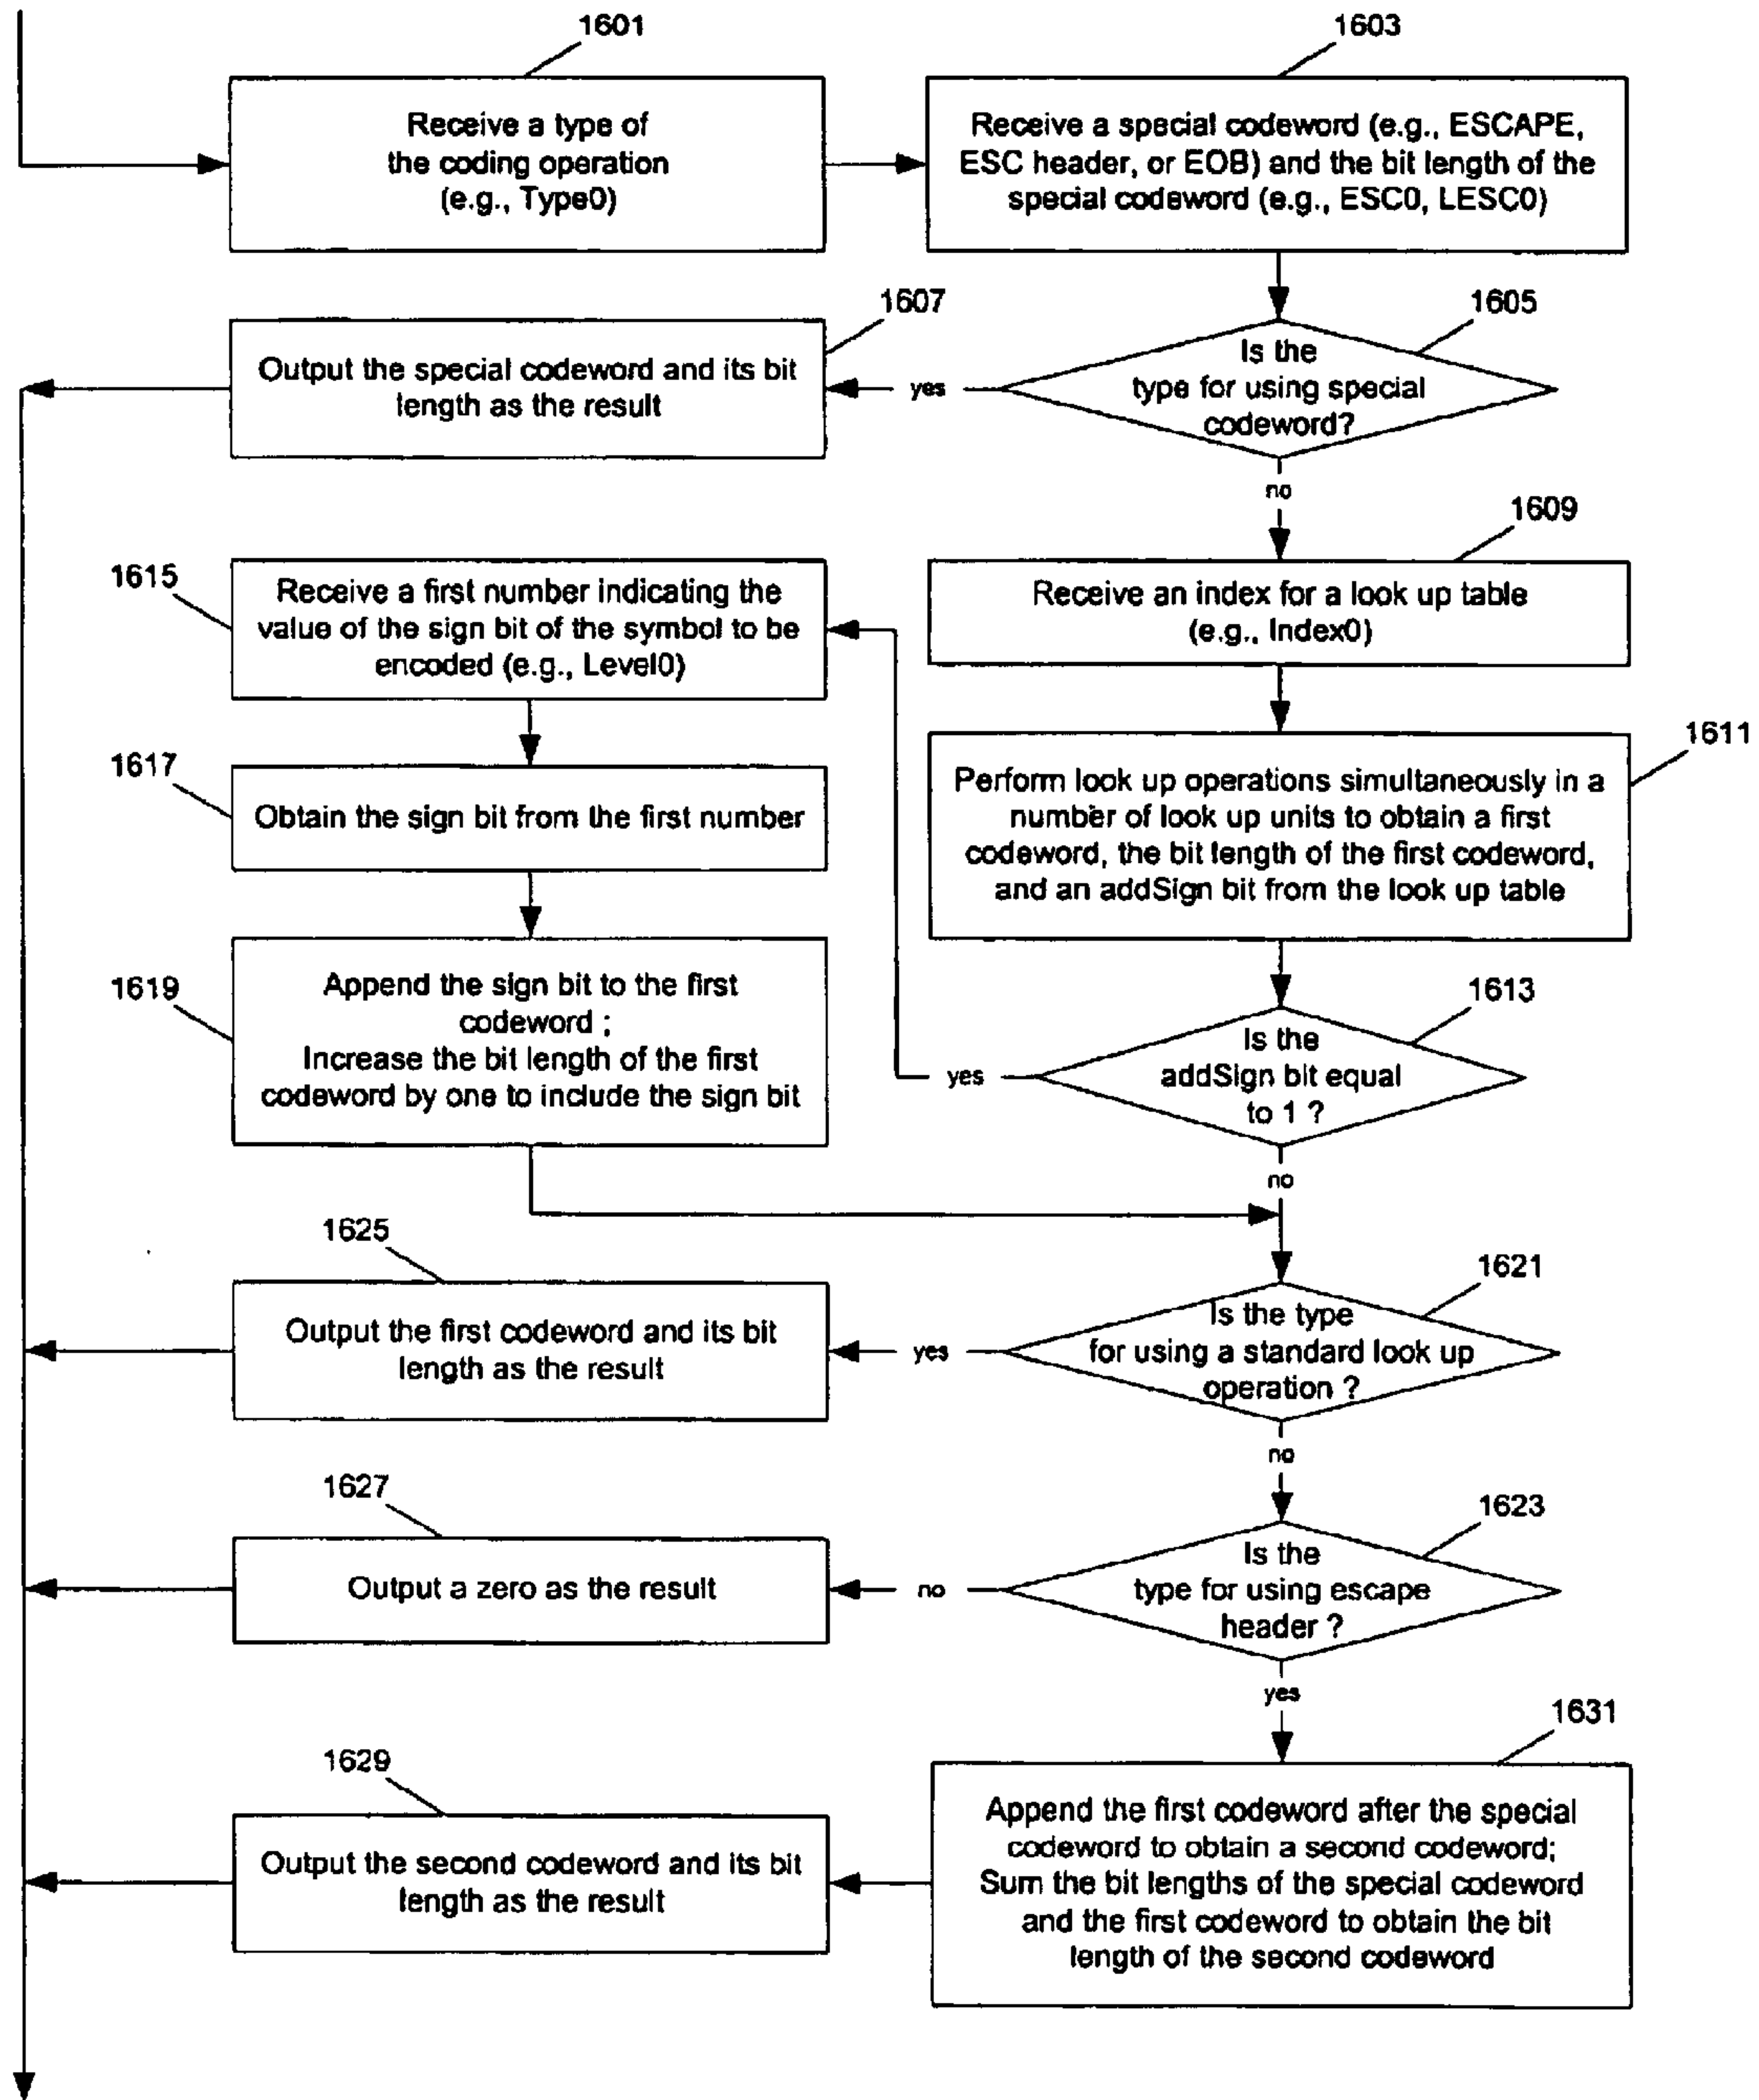 1601
1603
Receive a type of
the coding operation
(e.g., Type0)
Receive a special codeword (e.g., ESCAPE,
ESC header, or EOB) and the bit length of the
special codeword (e.g., ESC0, LESC0)
1607
1605
Output the special codeword and its bit
length as the result
yes
Is the
type for using special
codeword?
no
1609
1615
Receive a first number indicating the
value of the sign bit of the symbol to be
encoded (e.g., Level0)
Receive an index for a look up table
(e.g., Index0)
1611
1617
Obtain the sign bit from the first number
Perform look up operations simultaneously in a
number of look up units to obtain a first
codeword, the bit length of the first codeword,
and an addSign bit from the look up table
1619
Append the sign bit to the first
codeword ;
Increase the bit length of the first
codeword by one to include the sign bit
1613
yes
Is the
addSign bit equal
to 1 ?
no
1625
1621
Output the first codeword and its bit
length as the result
yes
Is the type
for using a standard look up
operation ?
no
1627
1623
Output a zero as the result
no
Is the
type for using escape
header ?
yes
1631
1629
Output the second codeword and its bit
length as the result
Append the first codeword after the special
codeword to obtain a second codeword;
Sum the bit lengths of the special codeword
and the first codeword to obtain the bit
length of the second codeword